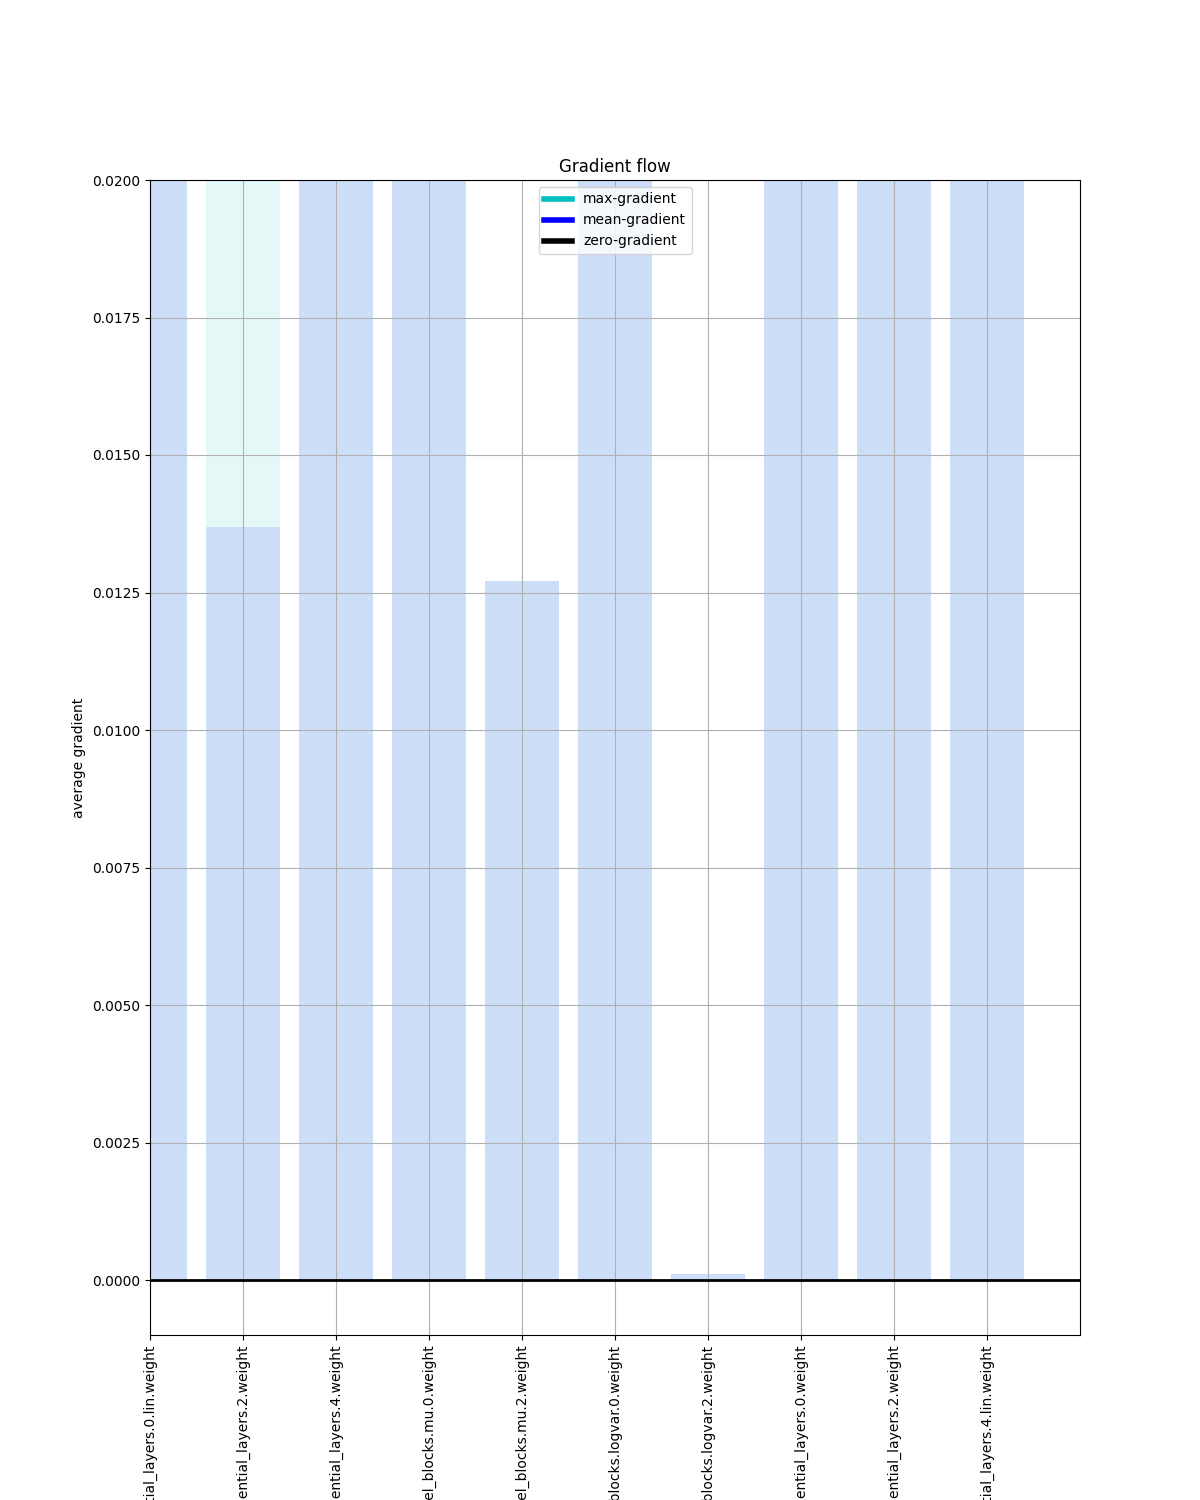 Gradient flow
max-gradient
mean-gradient
zero-gradient
0.0200
0.0175
0.0150
0.0125
0.0100
0.0075
0.0050
0.0025
0.0000
average gradient
tial_layers.0.lin.weight
ential_layers.2.weight
ential_layers.4.weight
el_blocks.mu.0.weight
el_blocks.mu.2.weight
blocks.logvar.0.weight
blocks.logvar.2.weight
ential_layers.0.weight
ential_layers.2.weight
tial_layers.4.lin.weight